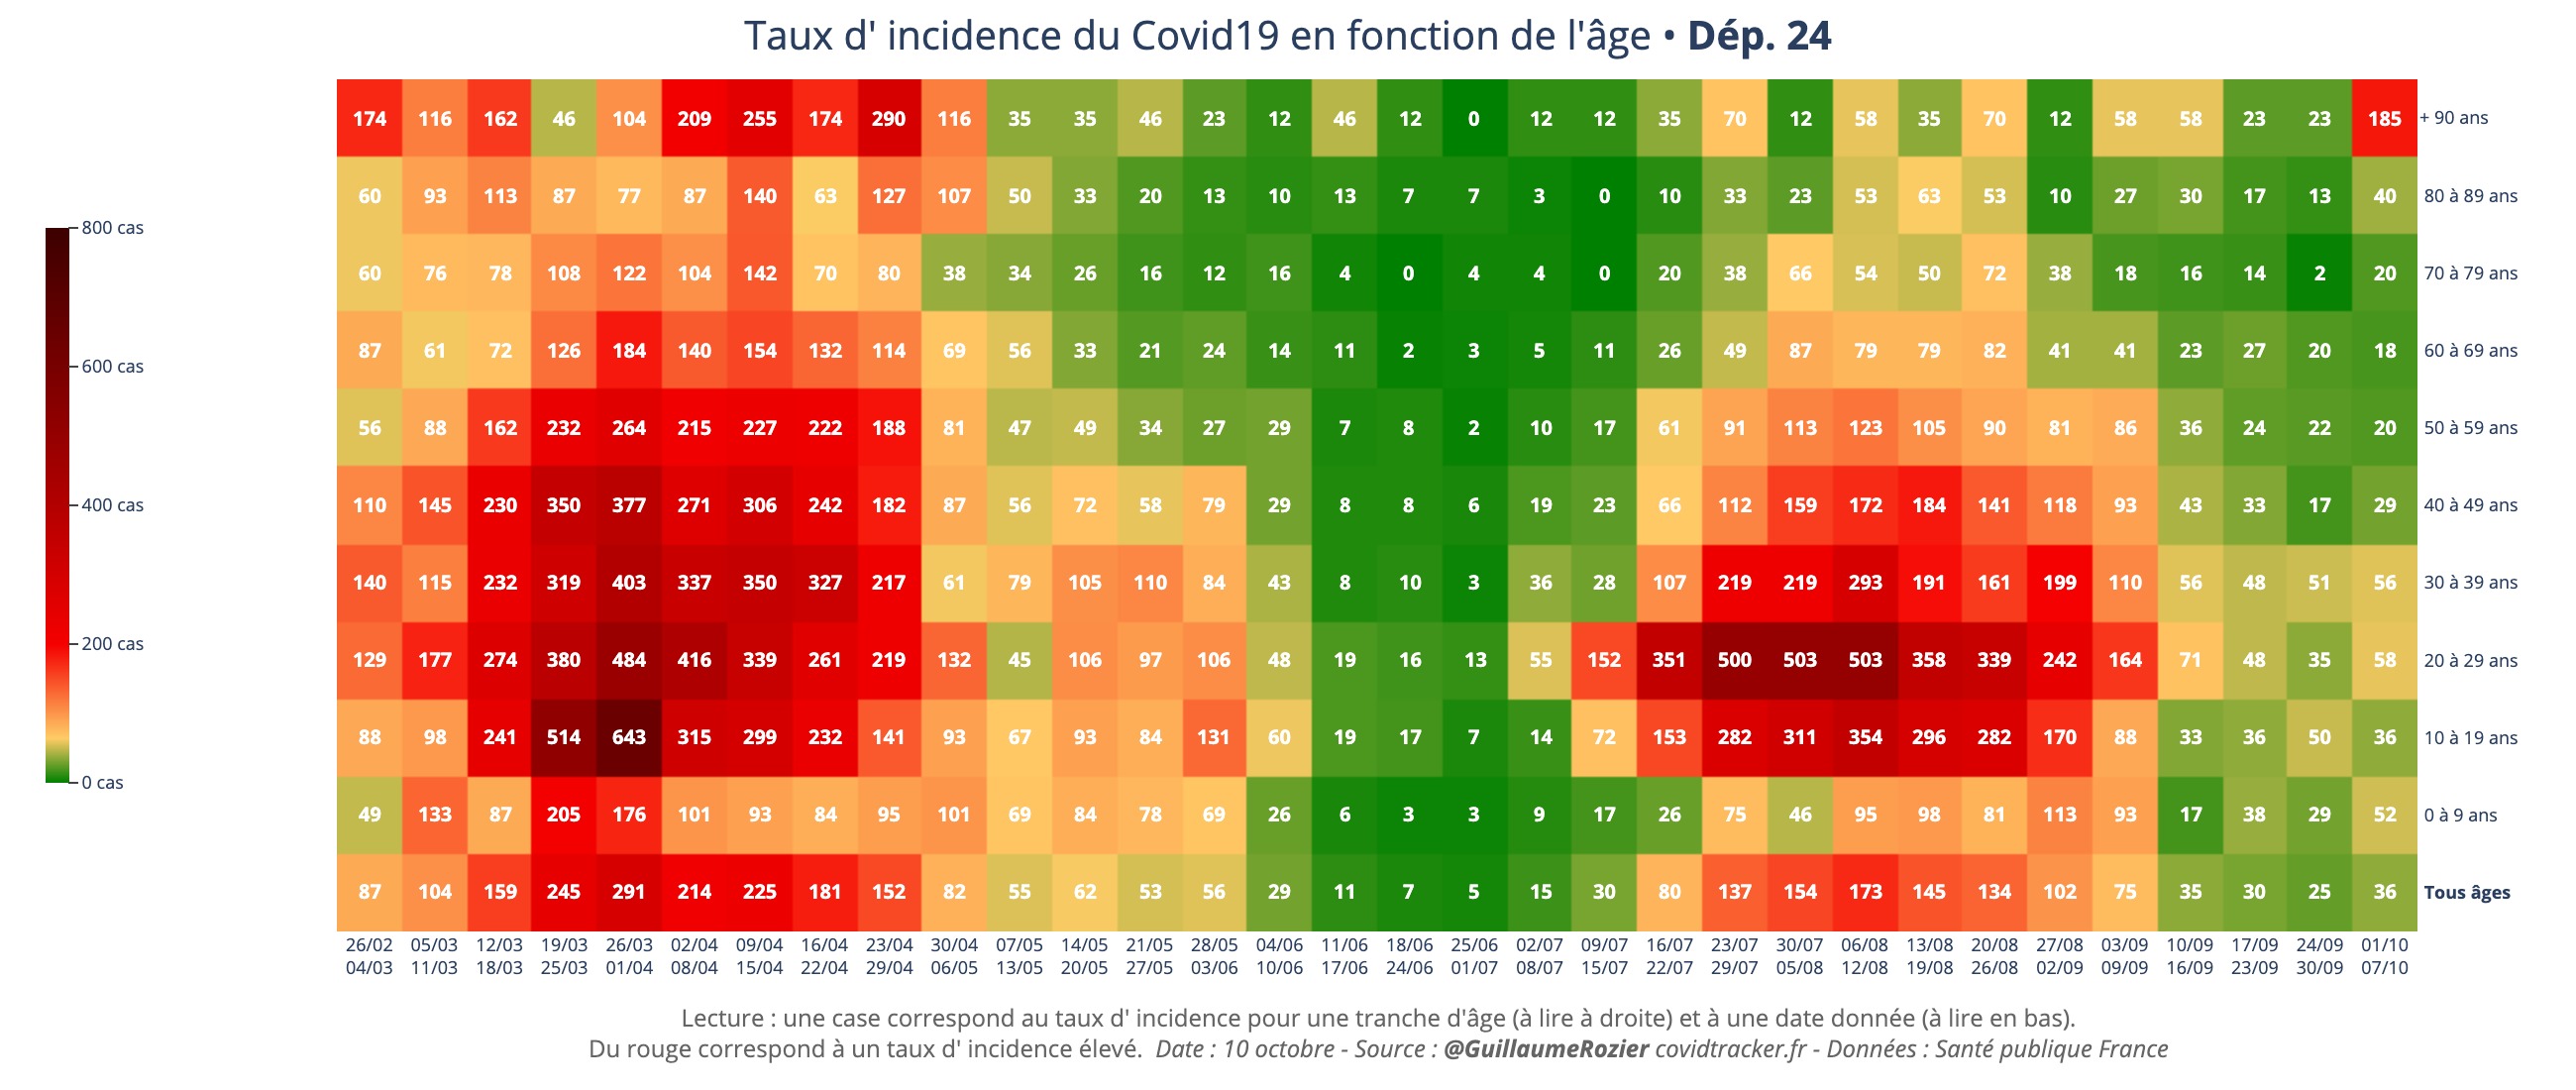 Taux d' incidence du Covid19 en fonction de l'âge • Dép. 24
174 116 162 46 104 209 255 174 290 116 35 35 46 23 12 46 12 0 12 12 35 70 12 58 35 70 12 58 58 23 23 185 + 90 ans
60 93 113 87 77 87 140 63 127 107 50 33 20 13 10 13 7 7 3 0 10 33 23 53 63 53 10 27 30 17 13 40 80 à 89 ans
800 cas
60 76 78 108 122 104 142 70 80 38 34 26 16 12 16 4 0 4 4 0 20 38 66 54 50 72 38 18 16 14 2 20 70 à 79 ans
87 61 72 126 184 140 154 132 114 69 56 33 21 24 14 11 2 3 5 11 26 49 87 79 79 82 41 41 23 27 20 18 60 à 69 ans
600 cas
56 88 162 232 264 215 227 222 188 81 47 49 34 27 29 7 8 2 10 17 61 91 113 123 105 90 81 86 36 24 22 20 50 à 59 ans
400 cas
110 145 230 350 377 271 306 242 182 87 56 72 58 79 29 8 8 6 19 23 66 112 159 172 184 141 118 93 43 33 17 29 40 à 49 ans
140 115 232 319 403 337 350 327 217 61 79 105 110 84 43 8 10 3 36 28 107 219 219 293 191 161 199 110 56 48 51 56 30 à 39 ans
200 cas
129 177 274 380 484 416 339 261 219 132 45 106 97 106 48 19 16 13 55 152 351 500 503 503 358 339 242 164 71 48 35 58 20 à 29 ans
88 98 241 514 643 315 299 232 141 93 67 93 84 131 60 19 17 7 14 72 153 282 311 354 296 282 170 88 33 36 50 36 10 à 19 ans
0 cas
49 133 87 205 176 101 93 84 95 101 69 84 78 69 26 6 3 3 9 17 26 75 46 95 98 81 113 93 17 38 29 52 0 à 9 ans
87 104 159 245 291 214 225 181 152 82 55 62 53 56 29 11 7 5 15 30 80 137 154 173 145 134 102 75 35 30 25 36 Tous âges
26/02 05/03 12/03 19/03 26/03 02/04 09/04 16/04 23/04 30/04 07/05 14/05 21/05 28/05 04/06 11/06 18/06 25/06 02/07 09/07 16/07 23/07 30/07 06/08 13/08 20/08 27/08 03/09 10/09 17/09 24/09 01/10
04/03 11/03 18/03 25/03 01/04 08/04 15/04 22/04 29/04 06/05 13/05 20/05 27/05 03/06 10/06 17/06 24/06 01/07 08/07 15/07 22/07 29/07 05/08 12/08 19/08 26/08 02/09 09/09 16/09 23/09 30/09 07/10
Lecture : une case correspond au taux d' incidence pour une tranche d'âge (à lire à droite) et à une date donnée (à lire en bas).
Du rouge correspond à un taux d' incidence élevé. Date : 10 octobre - Source : @GuillaumeRozier covidtracker.fr - Données : Santé publique France